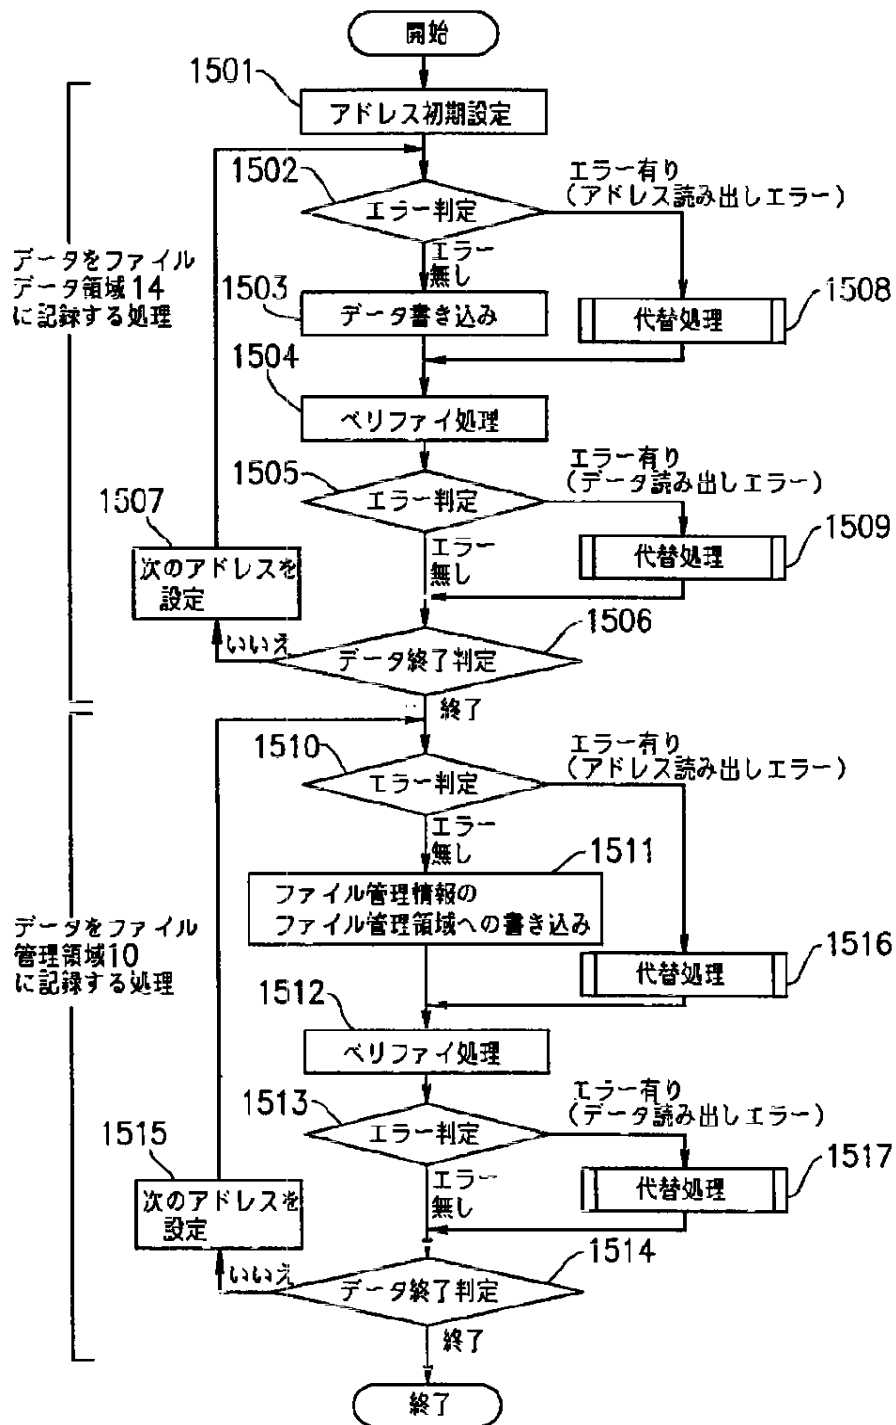 開始
1501
アドレス初期設定
1502
エラー判定
エラー有り
(アドレス読み出しエラー)
エラー
無し
データをファイル
データ領域14
に記録する処理
1503
データ書き込み
1508
代替処理
1504
ベリファイ処理
1505
エラー判定
エラー有り
(データ読み出しエラー)
1507
次のアドレスを
設定
エラー
無し
1509
代替処理
いいえ
1506
データ終了判定
終了
1510
エラー判定
エラー有り
(アドレス読み出しエラー)
エラー
無し
1511
ファイル管理情報の
ファイル管理領域への書き込み
データをファイル
管理領域10
に記録する処理
1516
代替処理
1512
ベリファイ処理
1513
エラー判定
エラー有り
(データ読み出しエラー)
1515
次のアドレスを
設定
エラー
無し
1517
代替処理
いいえ
1514
データ終了判定
終了
終了